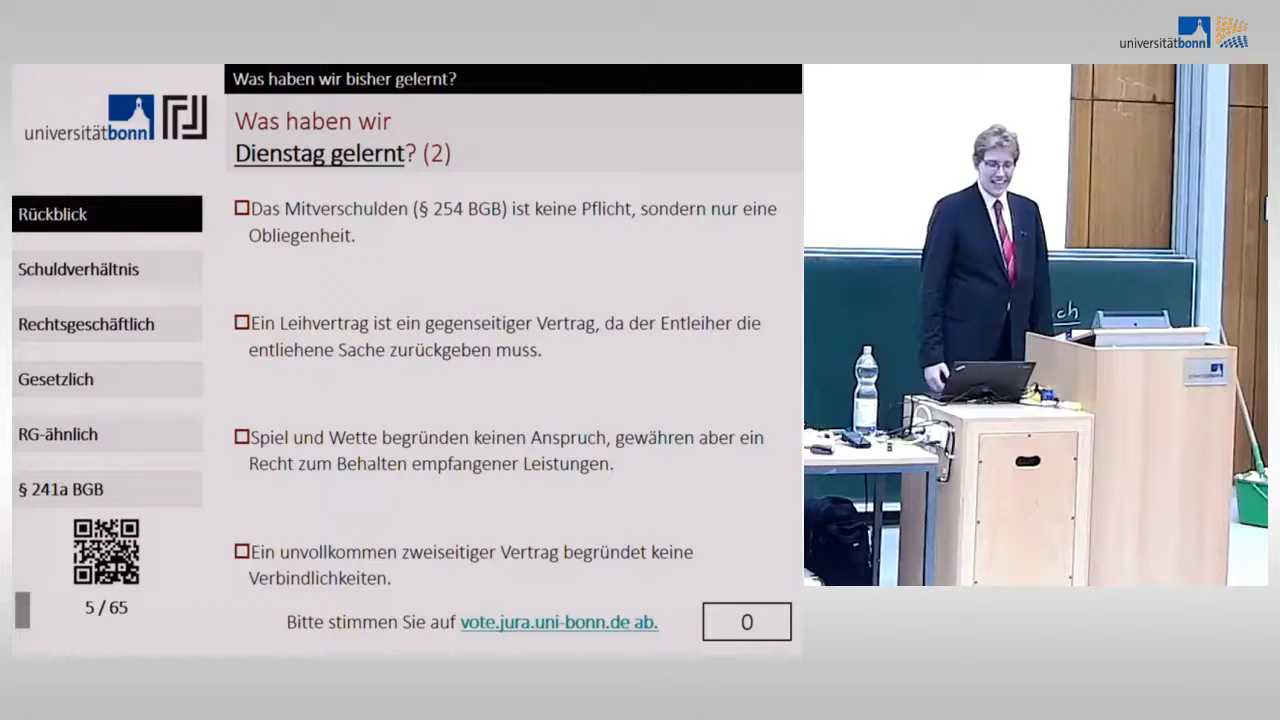 universitätbonn
Was haben wir bisher gelernt?
universitätbonn
Was haben wir
Dienstag gelernt? (2)
Rückblick
Schuldverhältnis
Rechtsgeschäftlich
Gesetzlich
RG-ähnlich
§ 241a BGB
5 / 65
Das Mitverschulden (§ 254 BGB) ist keine Pflicht, sondern nur eine
Obliegenheit.
Ein Leihvertrag ist ein gegenseitiger Vertrag, da der Entleiher die
entliehene Sache zurückgeben muss.
Spiel und Wette begründen keinen Anspruch, gewähren aber ein
Recht zum Behalten empfangener Leistungen.
Ein unvollkommen zweiseitiger Vertrag begründet keine
Verbindlichkeiten.
Bitte stimmen Sie auf vote.jura.uni-bonn.de ab.
0
universitätbonn